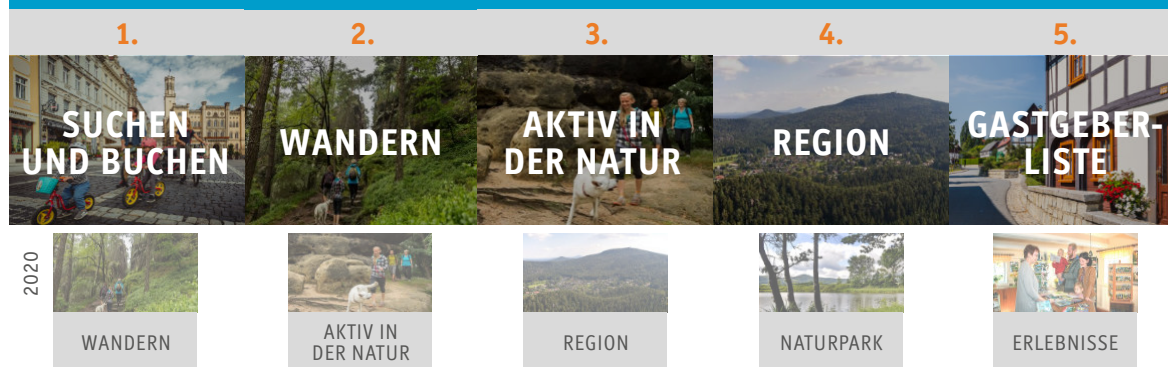 1.
2.
3.
4.
5.
SUCHEN
UND BUCHEN
WANDERN
AKTIV IN
DER NATUR
REGION
GASTGEBER-
LISTE
2020
WANDERN
AKTIV IN
DER NATUR
REGION
NATURPARK
ERLEBNISSE